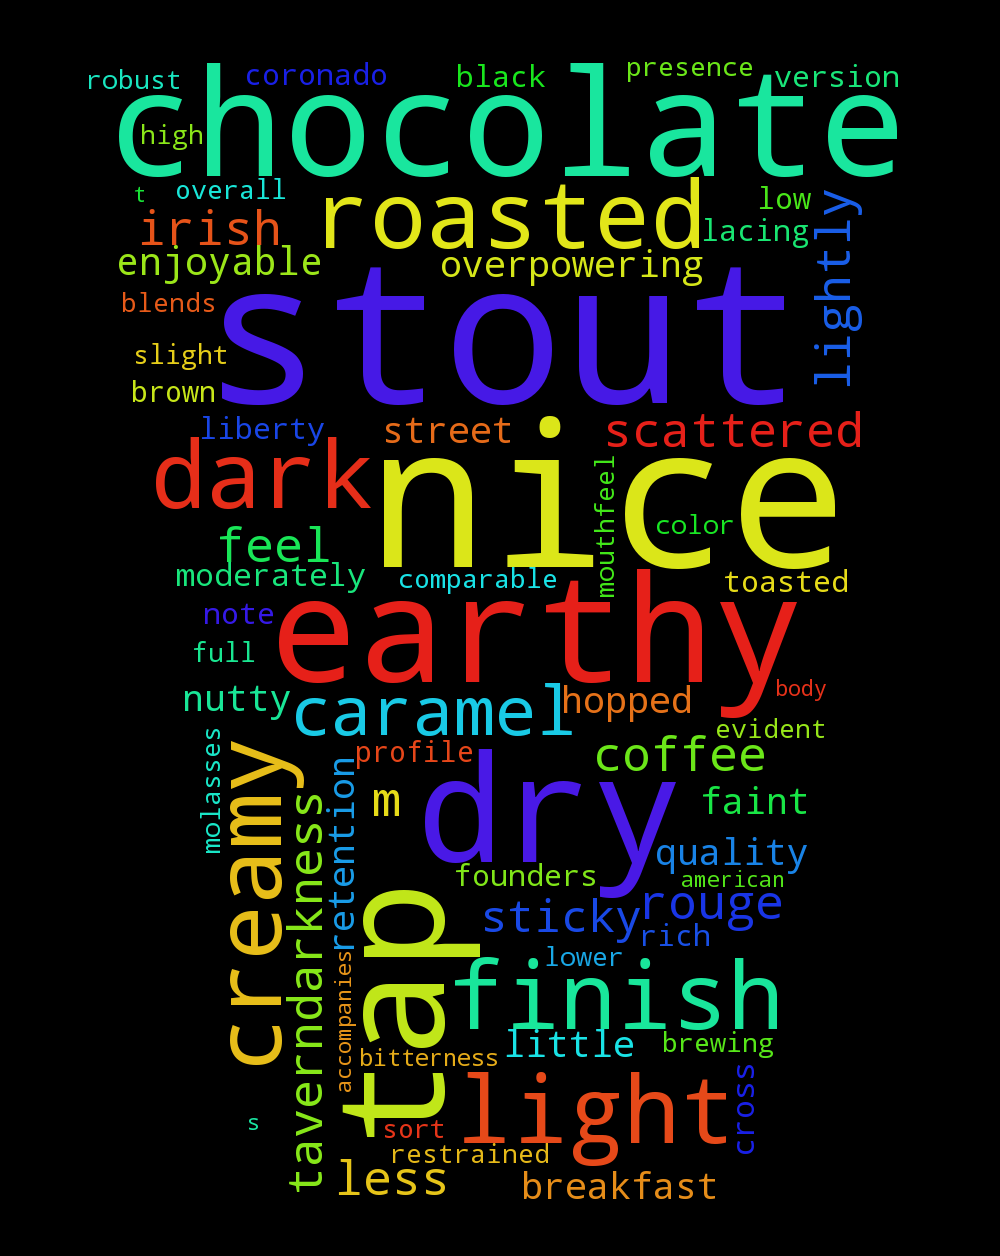 robust
coronado
black
presence
version
chocolate
high
t
overall
roasted
low
irish
lacing
lightly
enjoyable
overpowering
stout
blends
slight
brown
liberty
street
scattered
dark
nice
mouthfeel
color
feel
moderately
comparable
toasted
earthy
note
full
nutty
caramel
hopped
body
evident
molasses
creamy
profile
coffee
retention
m
dry
faint
taverndarkness
quality
founders
american
tap
sticky
rouge
rich
lower
finish
accompanies
little
brewing
bitterness
light
cross
s
sort
restrained
less
breakfast